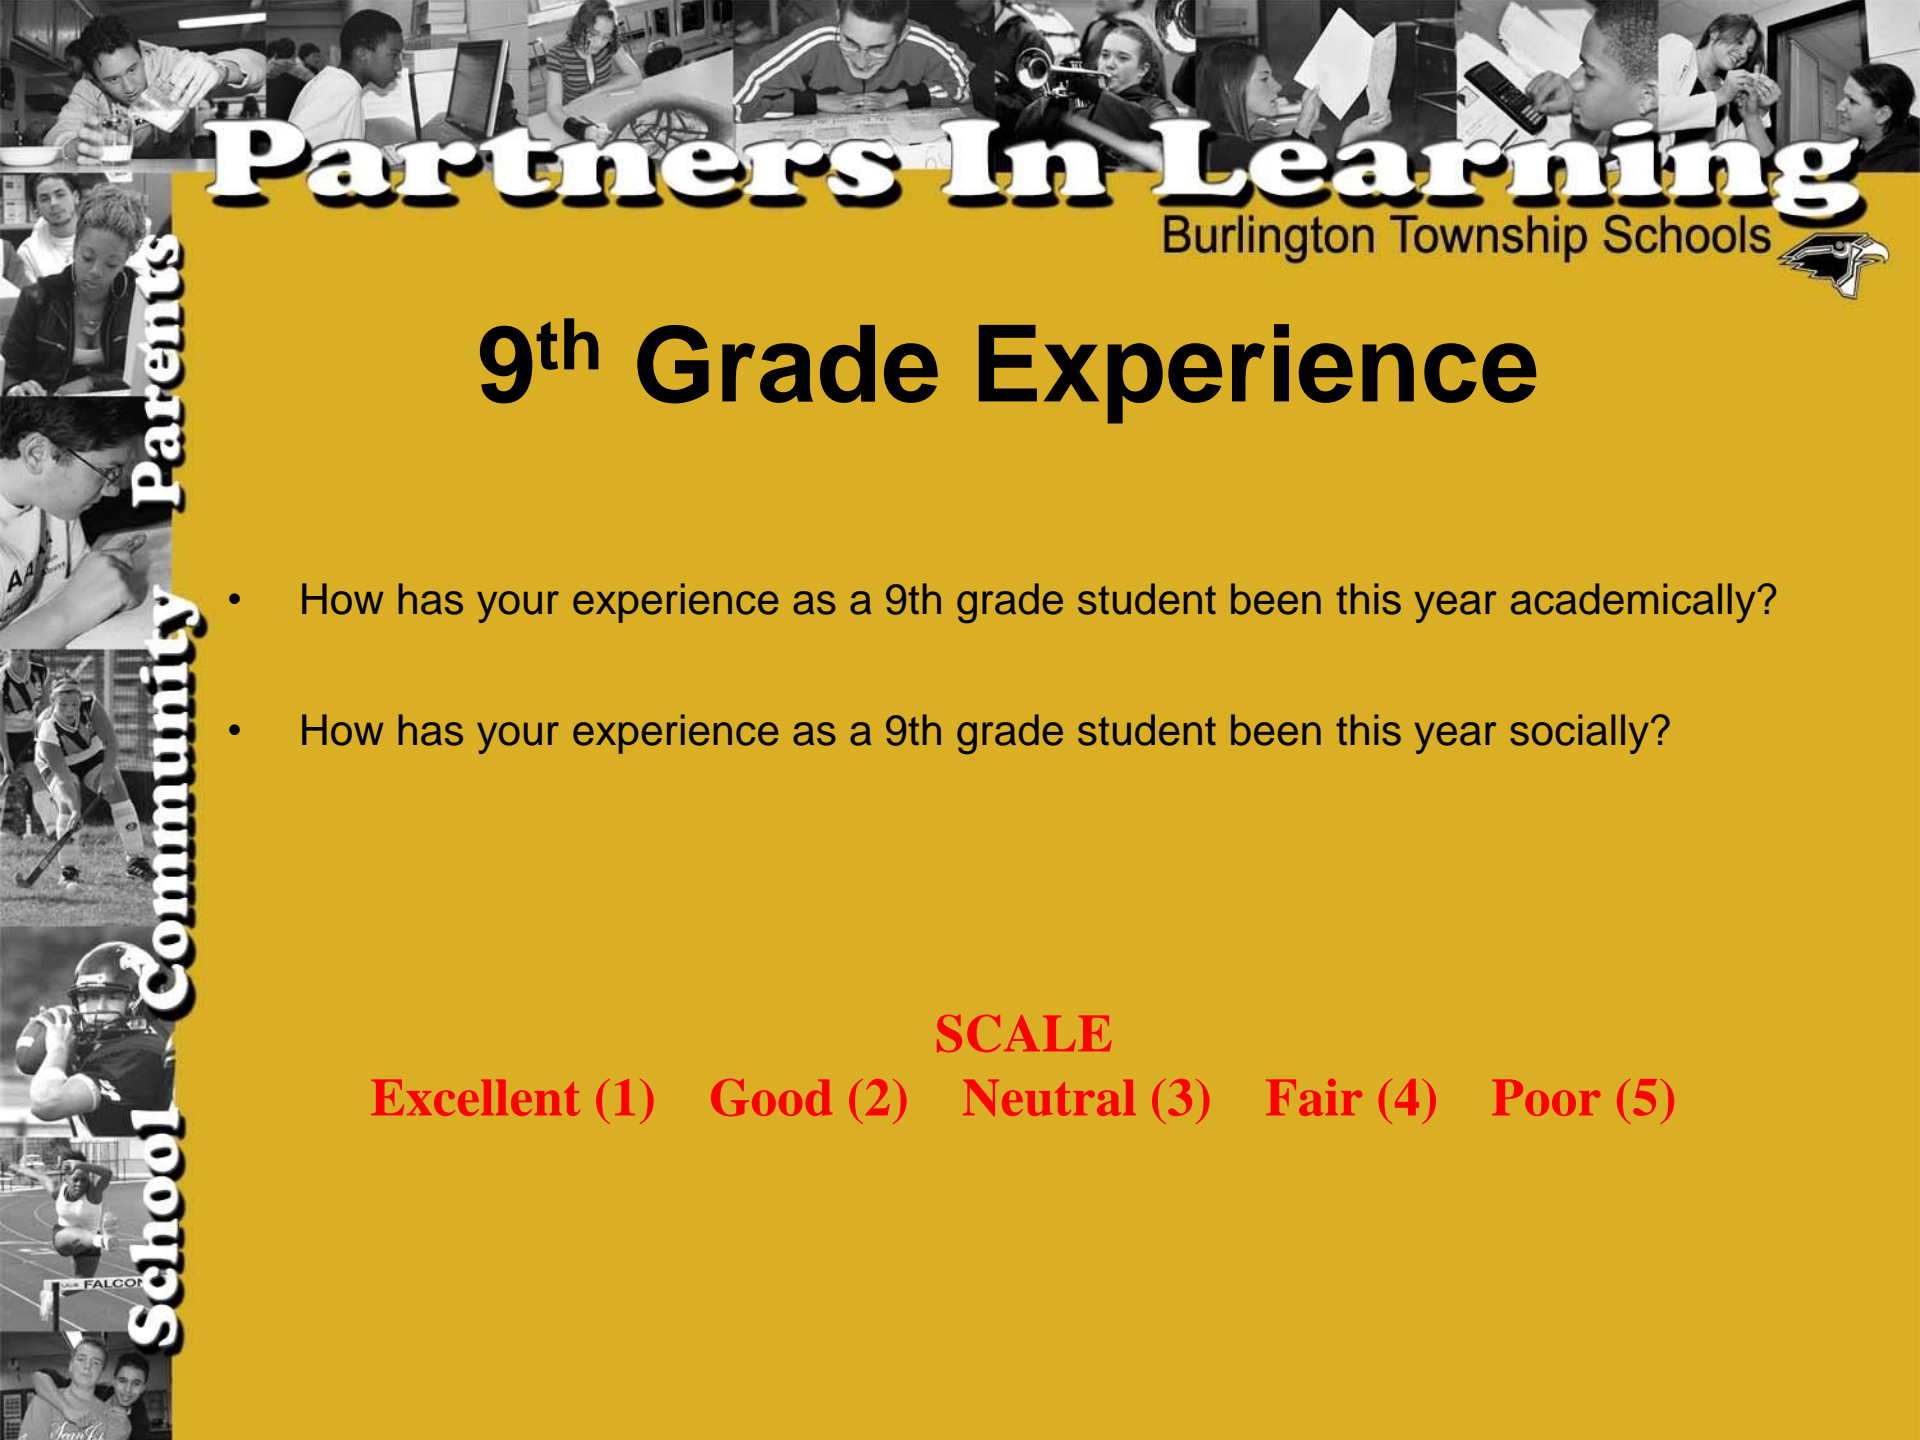 Partners In Learning
Burlington Township Schools
Parents
Community
School
9th Grade Experience
• How has your experience as a 9th grade student been this year academically?
• How has your experience as a 9th grade student been this year socially?
SCALE
Excellent (1) Good (2) Neutral (3) Fair (4) Poor (5)
FALCON